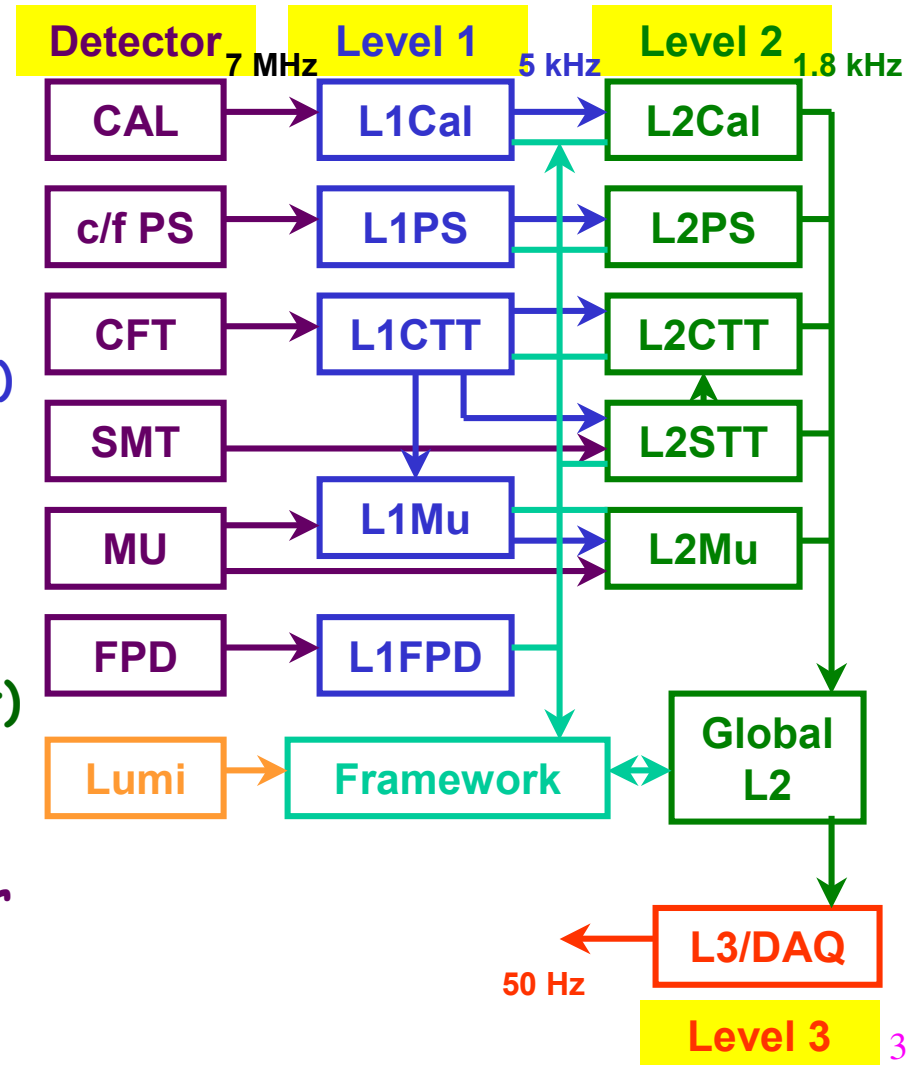 Detector
Level 1
Level 2
7 MHz
5 kHz
1.8 kHz
CAL
L1Cal
L2Cal
c/f PS
L1PS
L2PS
CFT
L1CTT
L2CTT
)
SMT
L2STT
L1Mu
MU
L2Mu
FPD
L1FPD
)
Global
L2
Lumi
Framework
L3/DAQ
50 Hz
Level 3
3